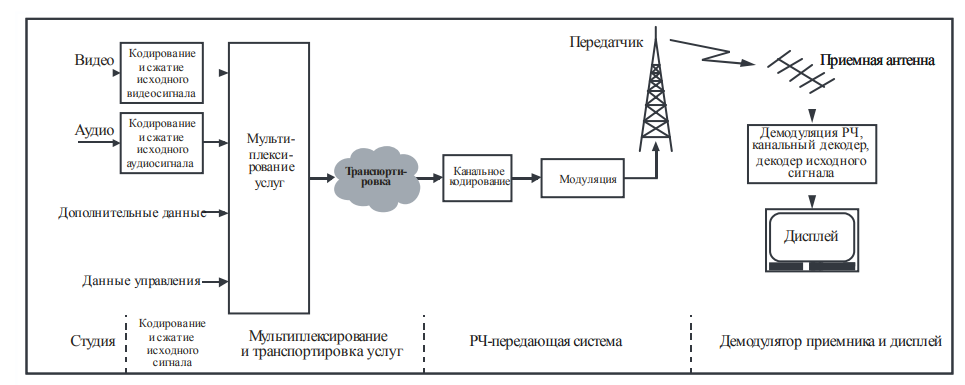 Видео
Кодирование
и сжатие
исходного
видеосигнала
Аудио
Кодирование
и сжатие
исходного
аудиосигнала
Дополнительные данные
Данные управления
Мульти-
плекси-
рование
услуг
Транспорти-
ровка
Канальное
кодирование
Модуляция
Передатчик
Приемная антенна
Демодуляция РЧ,
канальный декодер,
декодер исходного
сигнала
Дисплей
Студия
Кодирование
и сжатие
исходного
сигнала
Мультиплексирование
и транспортировка услуг
РЧ-передающая система
Демодулятор приемника и дисплей